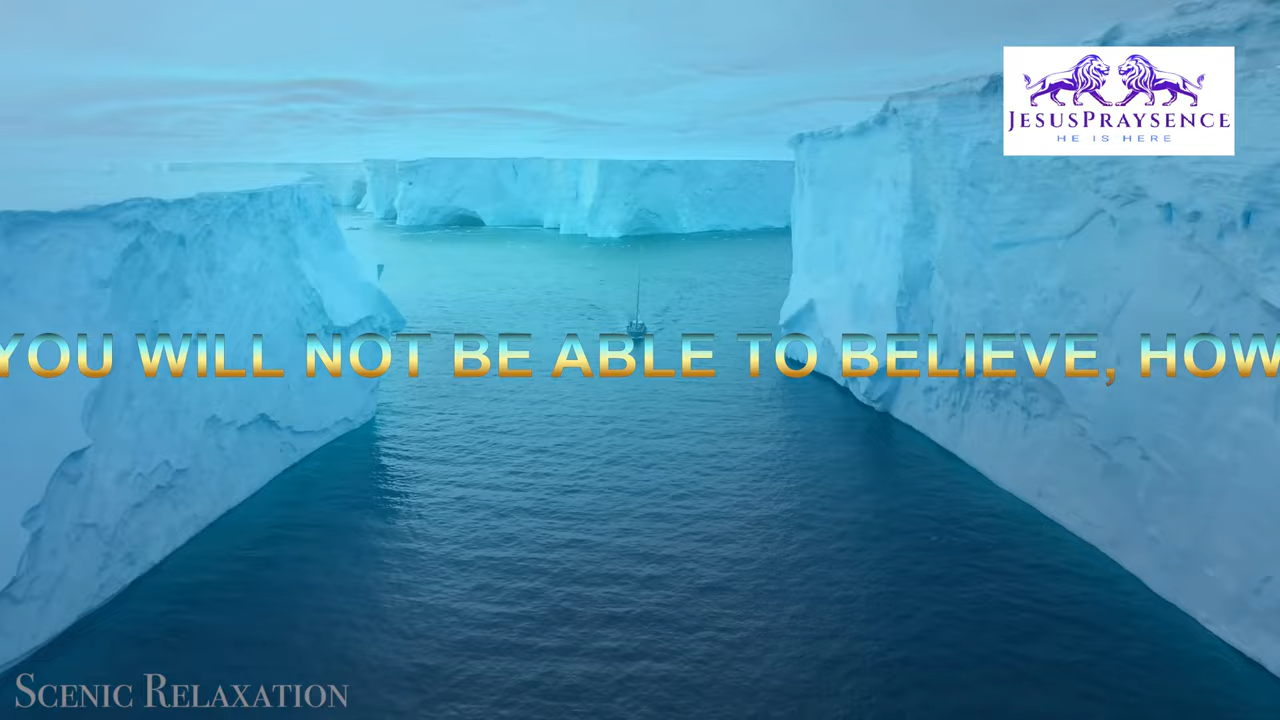 JESUSPRAYSENCE
HE IS HERE
YOU WILL NOT BE ABLE TO BELIEVE, HOW
SCENIC RELAXATION